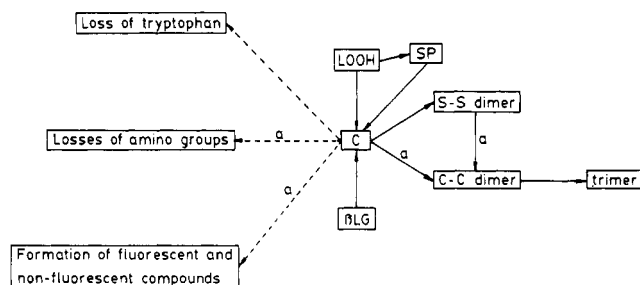 Loss of tryptophan
LOOH
SP
S-S dimer
a
Losses of amino groups
C
a
a
a
C-C dimer
trimer
ßLG
Formation of fluorescent and
non-fluorescent compounds